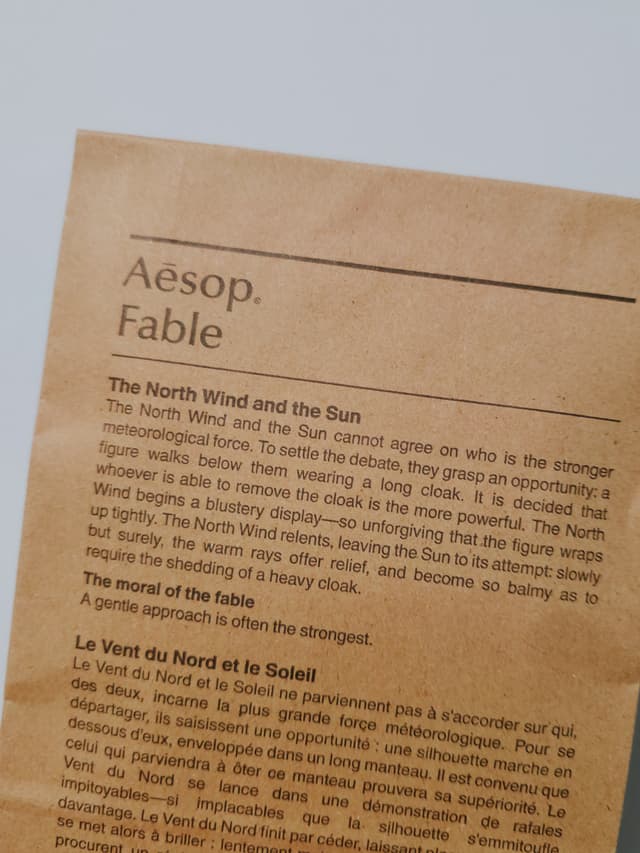 Aēsop®
Fable
The North Wind and the Sun
The North Wind and the Sun cannot agree on who is the stronger
meteorological force. To settle the debate, they grasp an opportunity: a
figure walks below them wearing a long cloak. It is decided that
whoever is able to remove the cloak is the more powerful. The North
Wind begins a blustery display—so unforgiving that the figure wraps
up tightly. The North Wind relents, leaving the Sun to its attempt: slowly
but surely, the warm rays offer relief, and become so balmy as to
require the shedding of a heavy cloak.
The moral of the fable
A gentle approach is often the strongest.
Le Vent du Nord et le Soleil
Le Vent du Nord et le Soleil ne parviennent pas à s'accorder sur qui,
des deux, incarne la plus grande force météorologique. Pour se
départager, ils saisissent une opportunité : une silhouette marche en
dessous d'eux, enveloppée dans un long manteau. Il est convenu que
celui qui parviendra à ôter ce manteau prouvera sa supériorité. Le
Vent du Nord se lance dans une démonstration de rafales
impitoyables—si implacables que la silhouette s'emmitoufle
davantage. Le Vent du Nord finit par céder, laissant
se met alors à briller : lentement
procurent un